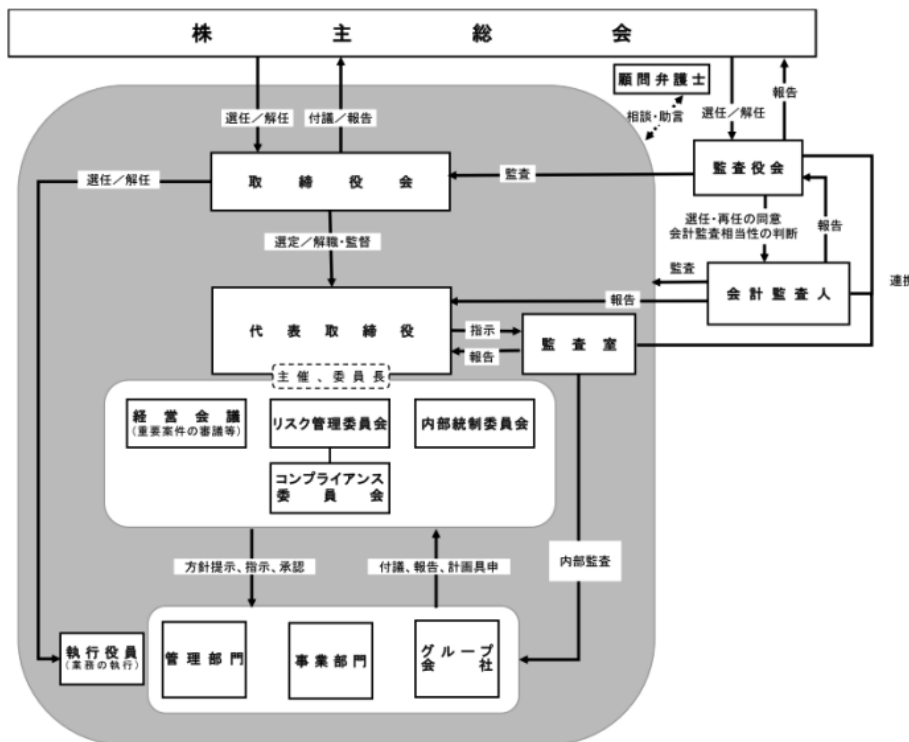 株主総会
顧問弁護士
選任／解任
付議／報告
相談・助言
選任／解任
報告
選任／解任
取締役会
監査
監査役会
選任・再任の同意
会計監査相当性の判断
報告
選定／解職・監督
監査
会計監査人
連携
報告
代表取締役
指示
報告
監査室
主催、委員長
経営会議
（重要案件の審議等）
リスク管理委員会
内部統制委員会
コンプライアンス
委員会
方針提示、指示、承認
付議、報告、計画具申
内部監査
執行役員
（業務の執行）
管理部門
事業部門
グループ
会社